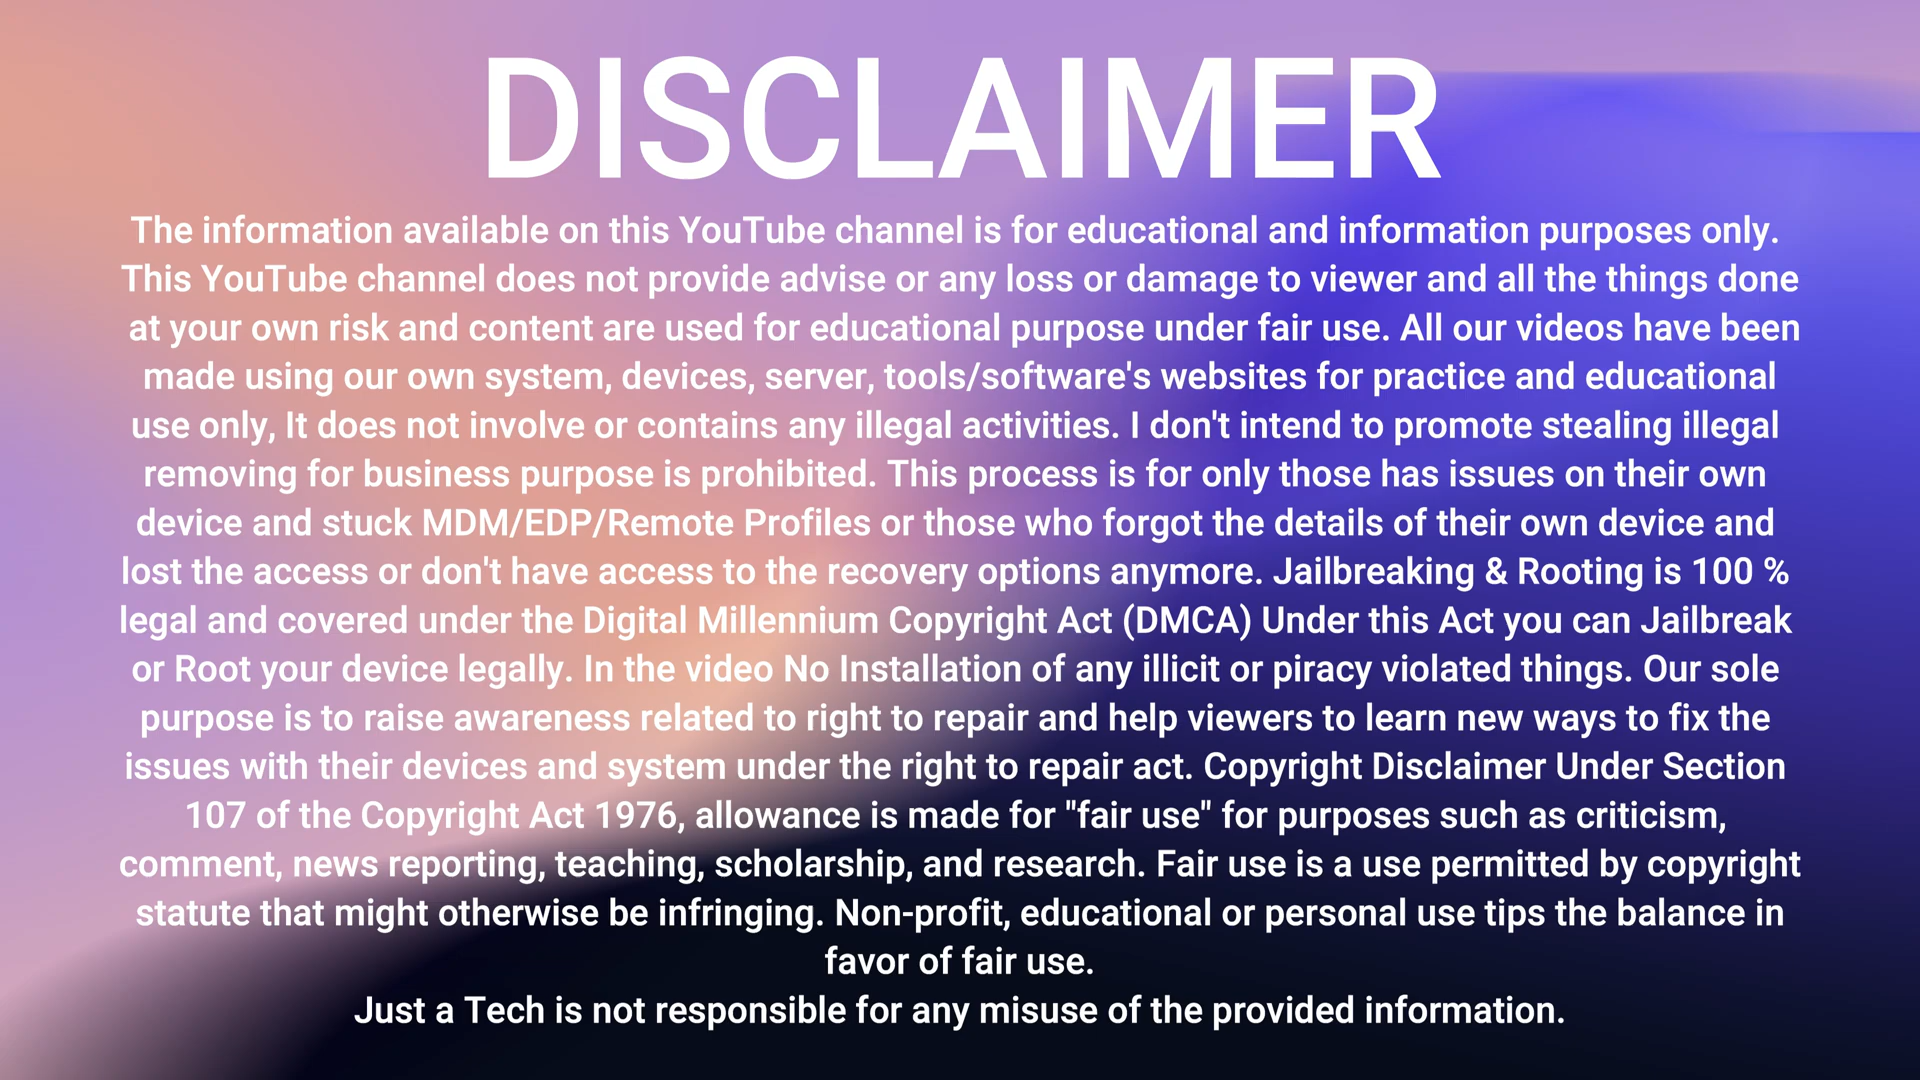 DISCLAIMER
The information available on this YouTube channel is for educational and information purposes only.
This YouTube channel does not provide advise or any loss or damage to viewer and all the things done
at your own risk and content are used for educational purpose under fair use. All our videos have been
made using our own system, devices, server, tools/software's websites for practice and educational
use only, It does not involve or contains any illegal activities. I don't intend to promote stealing illegal
removing for business purpose is prohibited. This process is for only those has issues on their own
device and stuck MDM/EDP/Remote Profiles or those who forgot the details of their own device and
lost the access or don't have access to the recovery options anymore. Jailbreaking & Rooting is 100 %
legal and covered under the Digital Millennium Copyright Act (DMCA) Under this Act you can Jailbreak
or Root your device legally. In the video No Installation of any illicit or piracy violated things. Our sole
purpose is to raise awareness related to right to repair and help viewers to learn new ways to fix the
issues with their devices and system under the right to repair act. Copyright Disclaimer Under Section
107 of the Copyright Act 1976, allowance is made for "fair use" for purposes such as criticism,
comment, news reporting, teaching, scholarship, and research. Fair use is a use permitted by copyright
statute that might otherwise be infringing. Non-profit, educational or personal use tips the balance in
favor of fair use.
Just a Tech is not responsible for any misuse of the provided information.